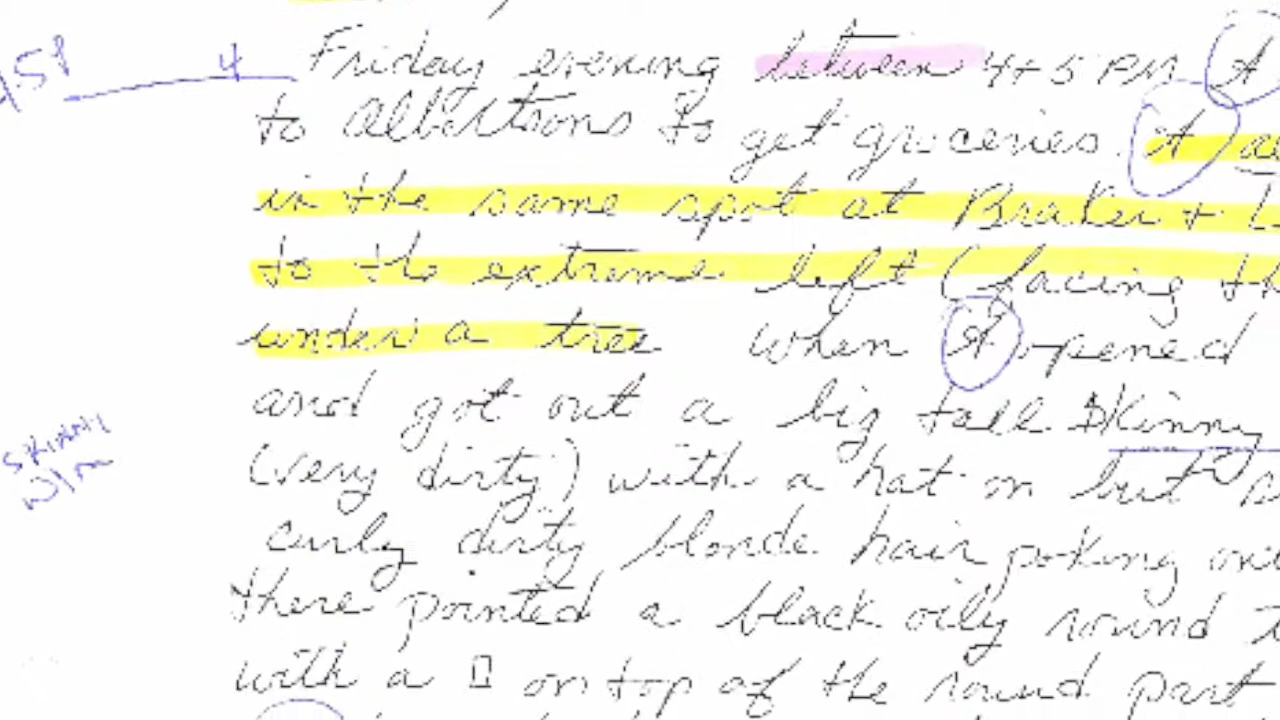 4 Friday evening between 4+5 PM I
to Albertsons to get groceries. I
in the same spot at Braker + L
to the extreme left (facing th
under a tree when I opened
and got out a big tall skinny
(very dirty) with a hat on but
curly dirty blonde hair poking
there pointed a black oily round
with a on top of the round part
SKINNY
W/M